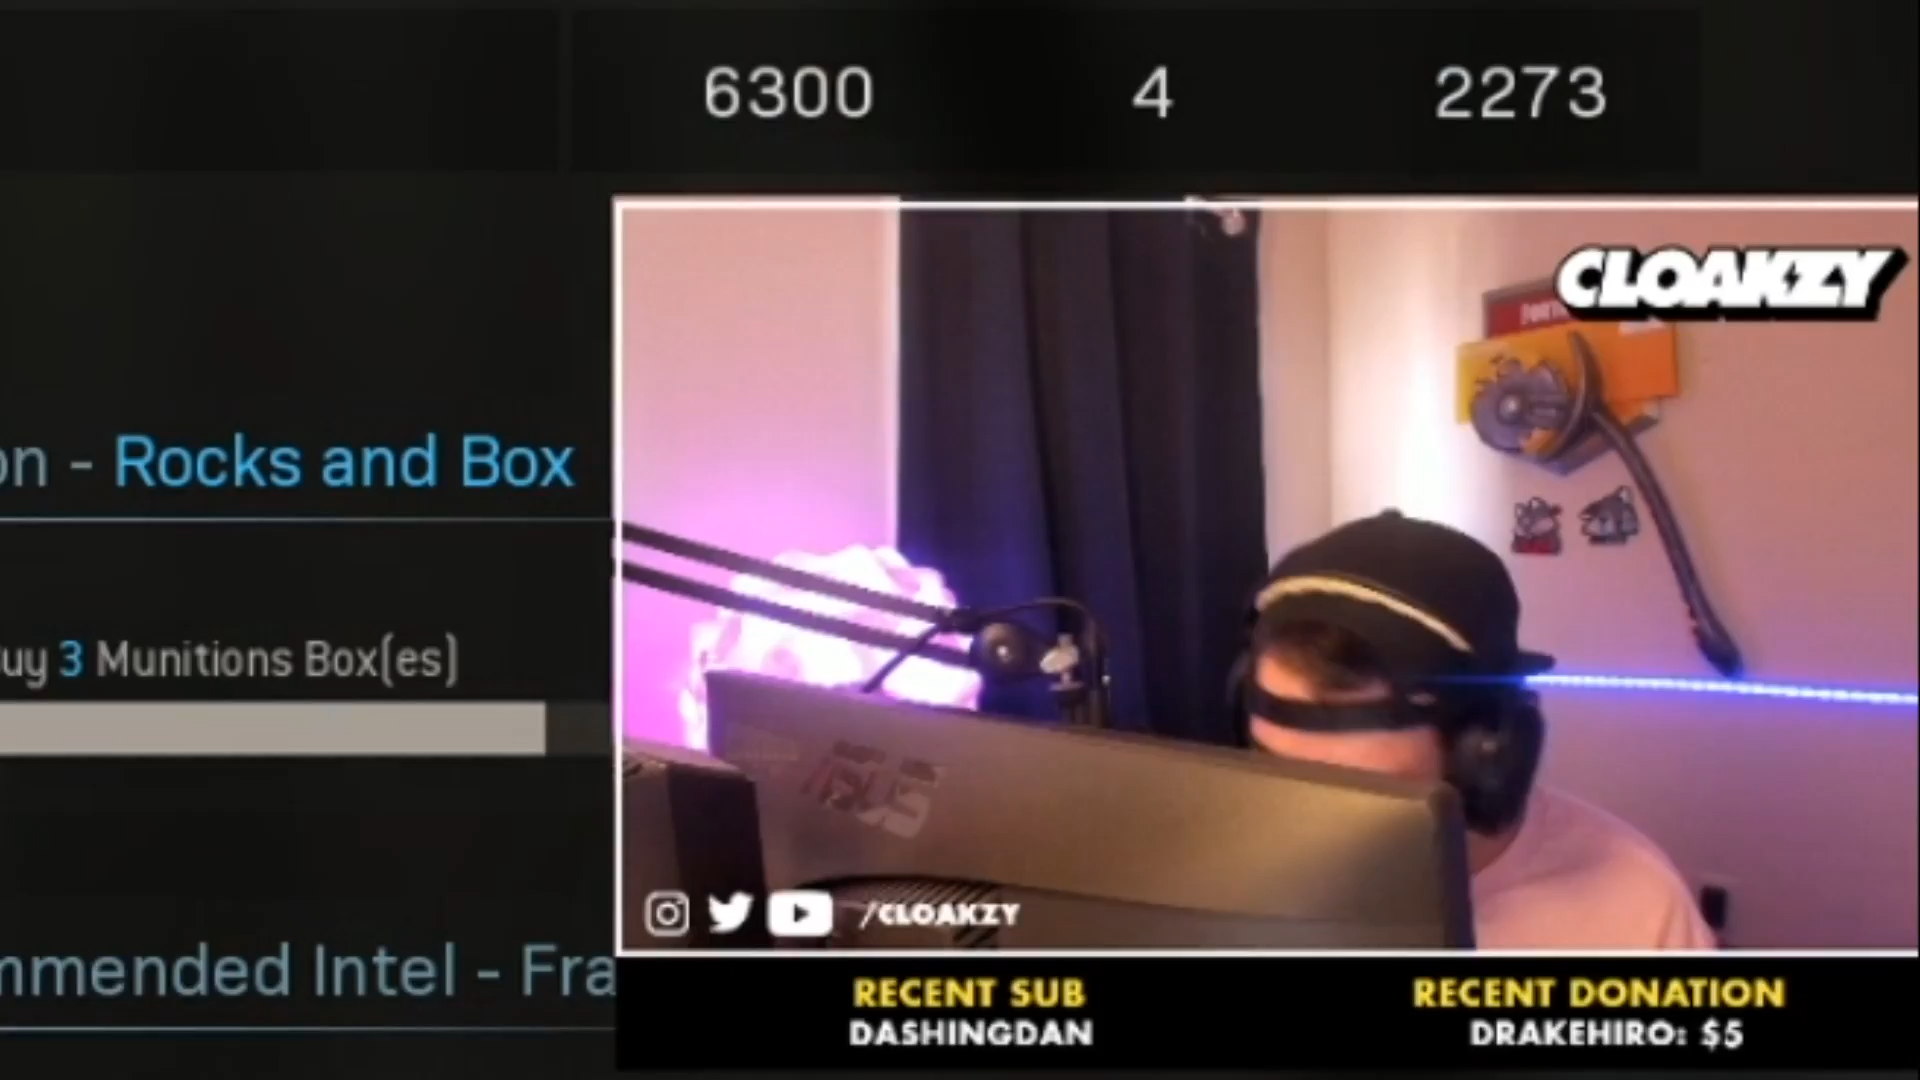 6300 4 2273
CLOAKZY
on - Rocks and Box
uy 3 Munitions Box(es)
ASUS
/CLOAKZY
mmended Intel - Fra
RECENT SUB
DASHINGDAN
RECENT DONATION
DRAKEHIRO: $5